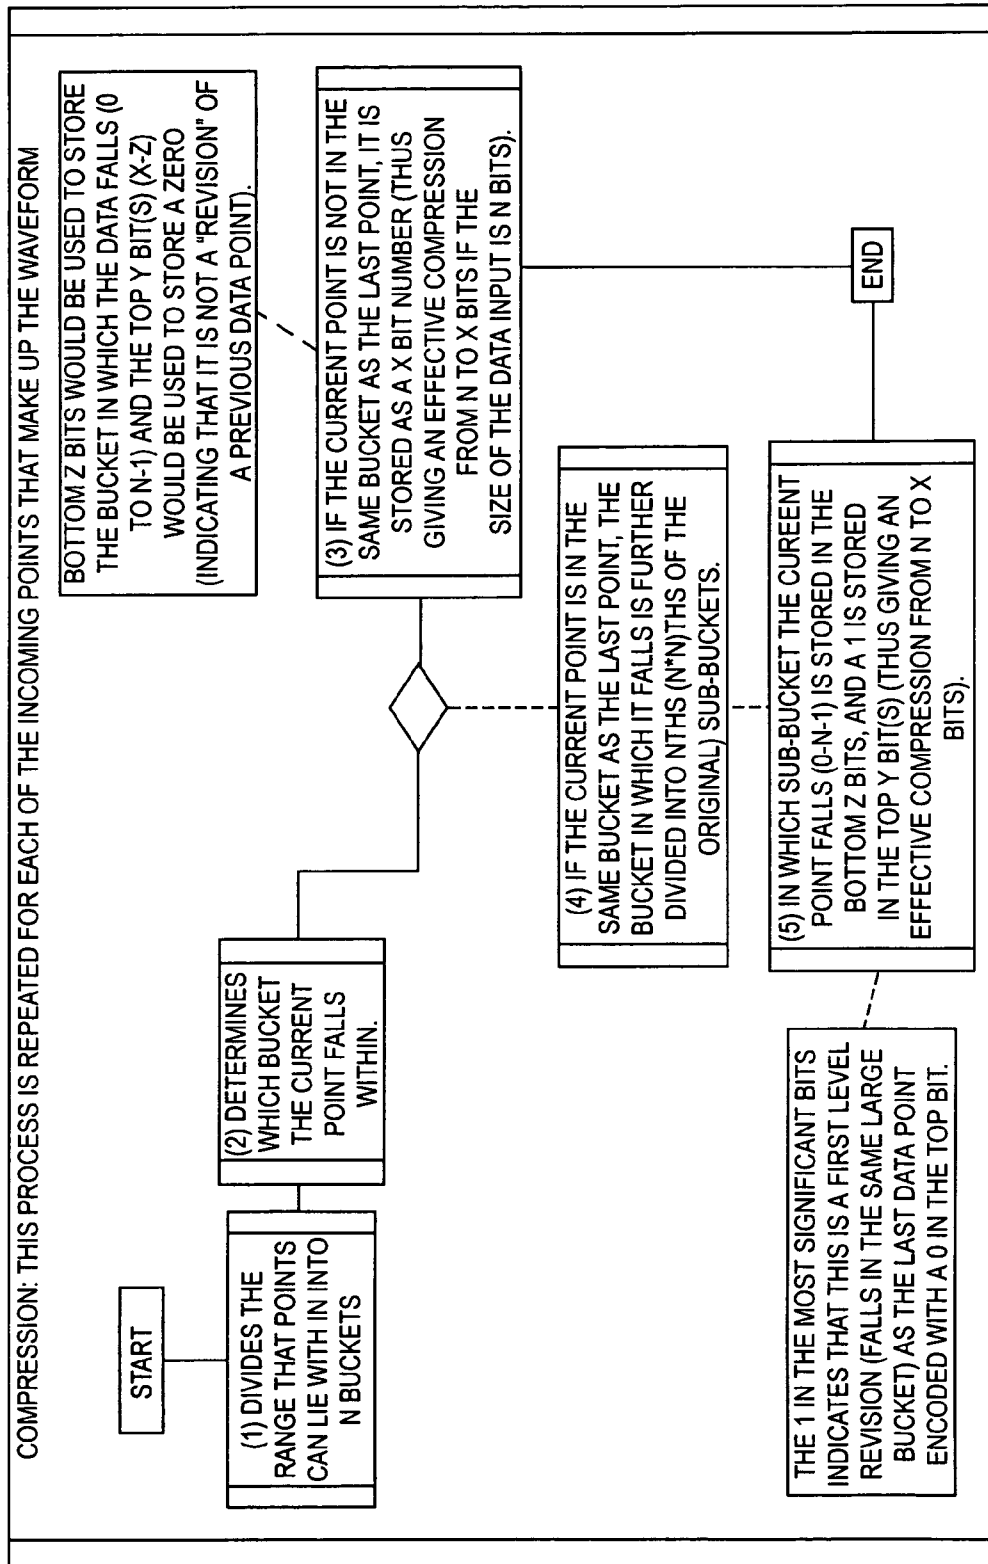 COMPRESSION: THIS PROCESS IS REPEATED FOR EACH OF THE INCOMING POINTS THAT MAKE UP THE WAVEFORM
START
(1) DIVIDES THE
RANGE THAT POINTS
CAN LIE WITH IN INTO
N BUCKETS
(2) DETERMINES
WHICH BUCKET
THE CURRENT
POINT FALLS
WITHIN.
BOTTOM Z BITS WOULD BE USED TO STORE
THE BUCKET IN WHICH THE DATA FALLS (0
TO N-1) AND THE TOP Y BIT(S) (X-Z)
WOULD BE USED TO STORE A ZERO
(INDICATING THAT IT IS NOT A "REVISION" OF
A PREVIOUS DATA POINT).
(3) IF THE CURRENT POINT IS NOT IN THE
SAME BUCKET AS THE LAST POINT, IT IS
STORED AS A X BIT NUMBER (THUS
GIVING AN EFFECTIVE COMPRESSION
FROM N TO X BITS IF THE
SIZE OF THE DATA INPUT IS N BITS).
(4) IF THE CURRENT POINT IS IN THE
SAME BUCKET AS THE LAST POINT, THE
BUCKET IN WHICH IT FALLS IS FURTHER
DIVIDED INTO NTHS (N*N)THS OF THE
ORIGINAL) SUB-BUCKETS.
(5) IN WHICH SUB-BUCKET THE CUREENT
POINT FALLS (0-N-1) IS STORED IN THE
BOTTOM Z BITS, AND A 1 IS STORED
IN THE TOP Y BIT(S) (THUS GIVING AN
EFFECTIVE COMPRESSION FROM N TO X
BITS).
END
THE 1 IN THE MOST SIGNIFICANT BITS
INDICATES THAT THIS IS A FIRST LEVEL
REVISION (FALLS IN THE SAME LARGE
BUCKET) AS THE LAST DATA POINT
ENCODED WITH A 0 IN THE TOP BIT.